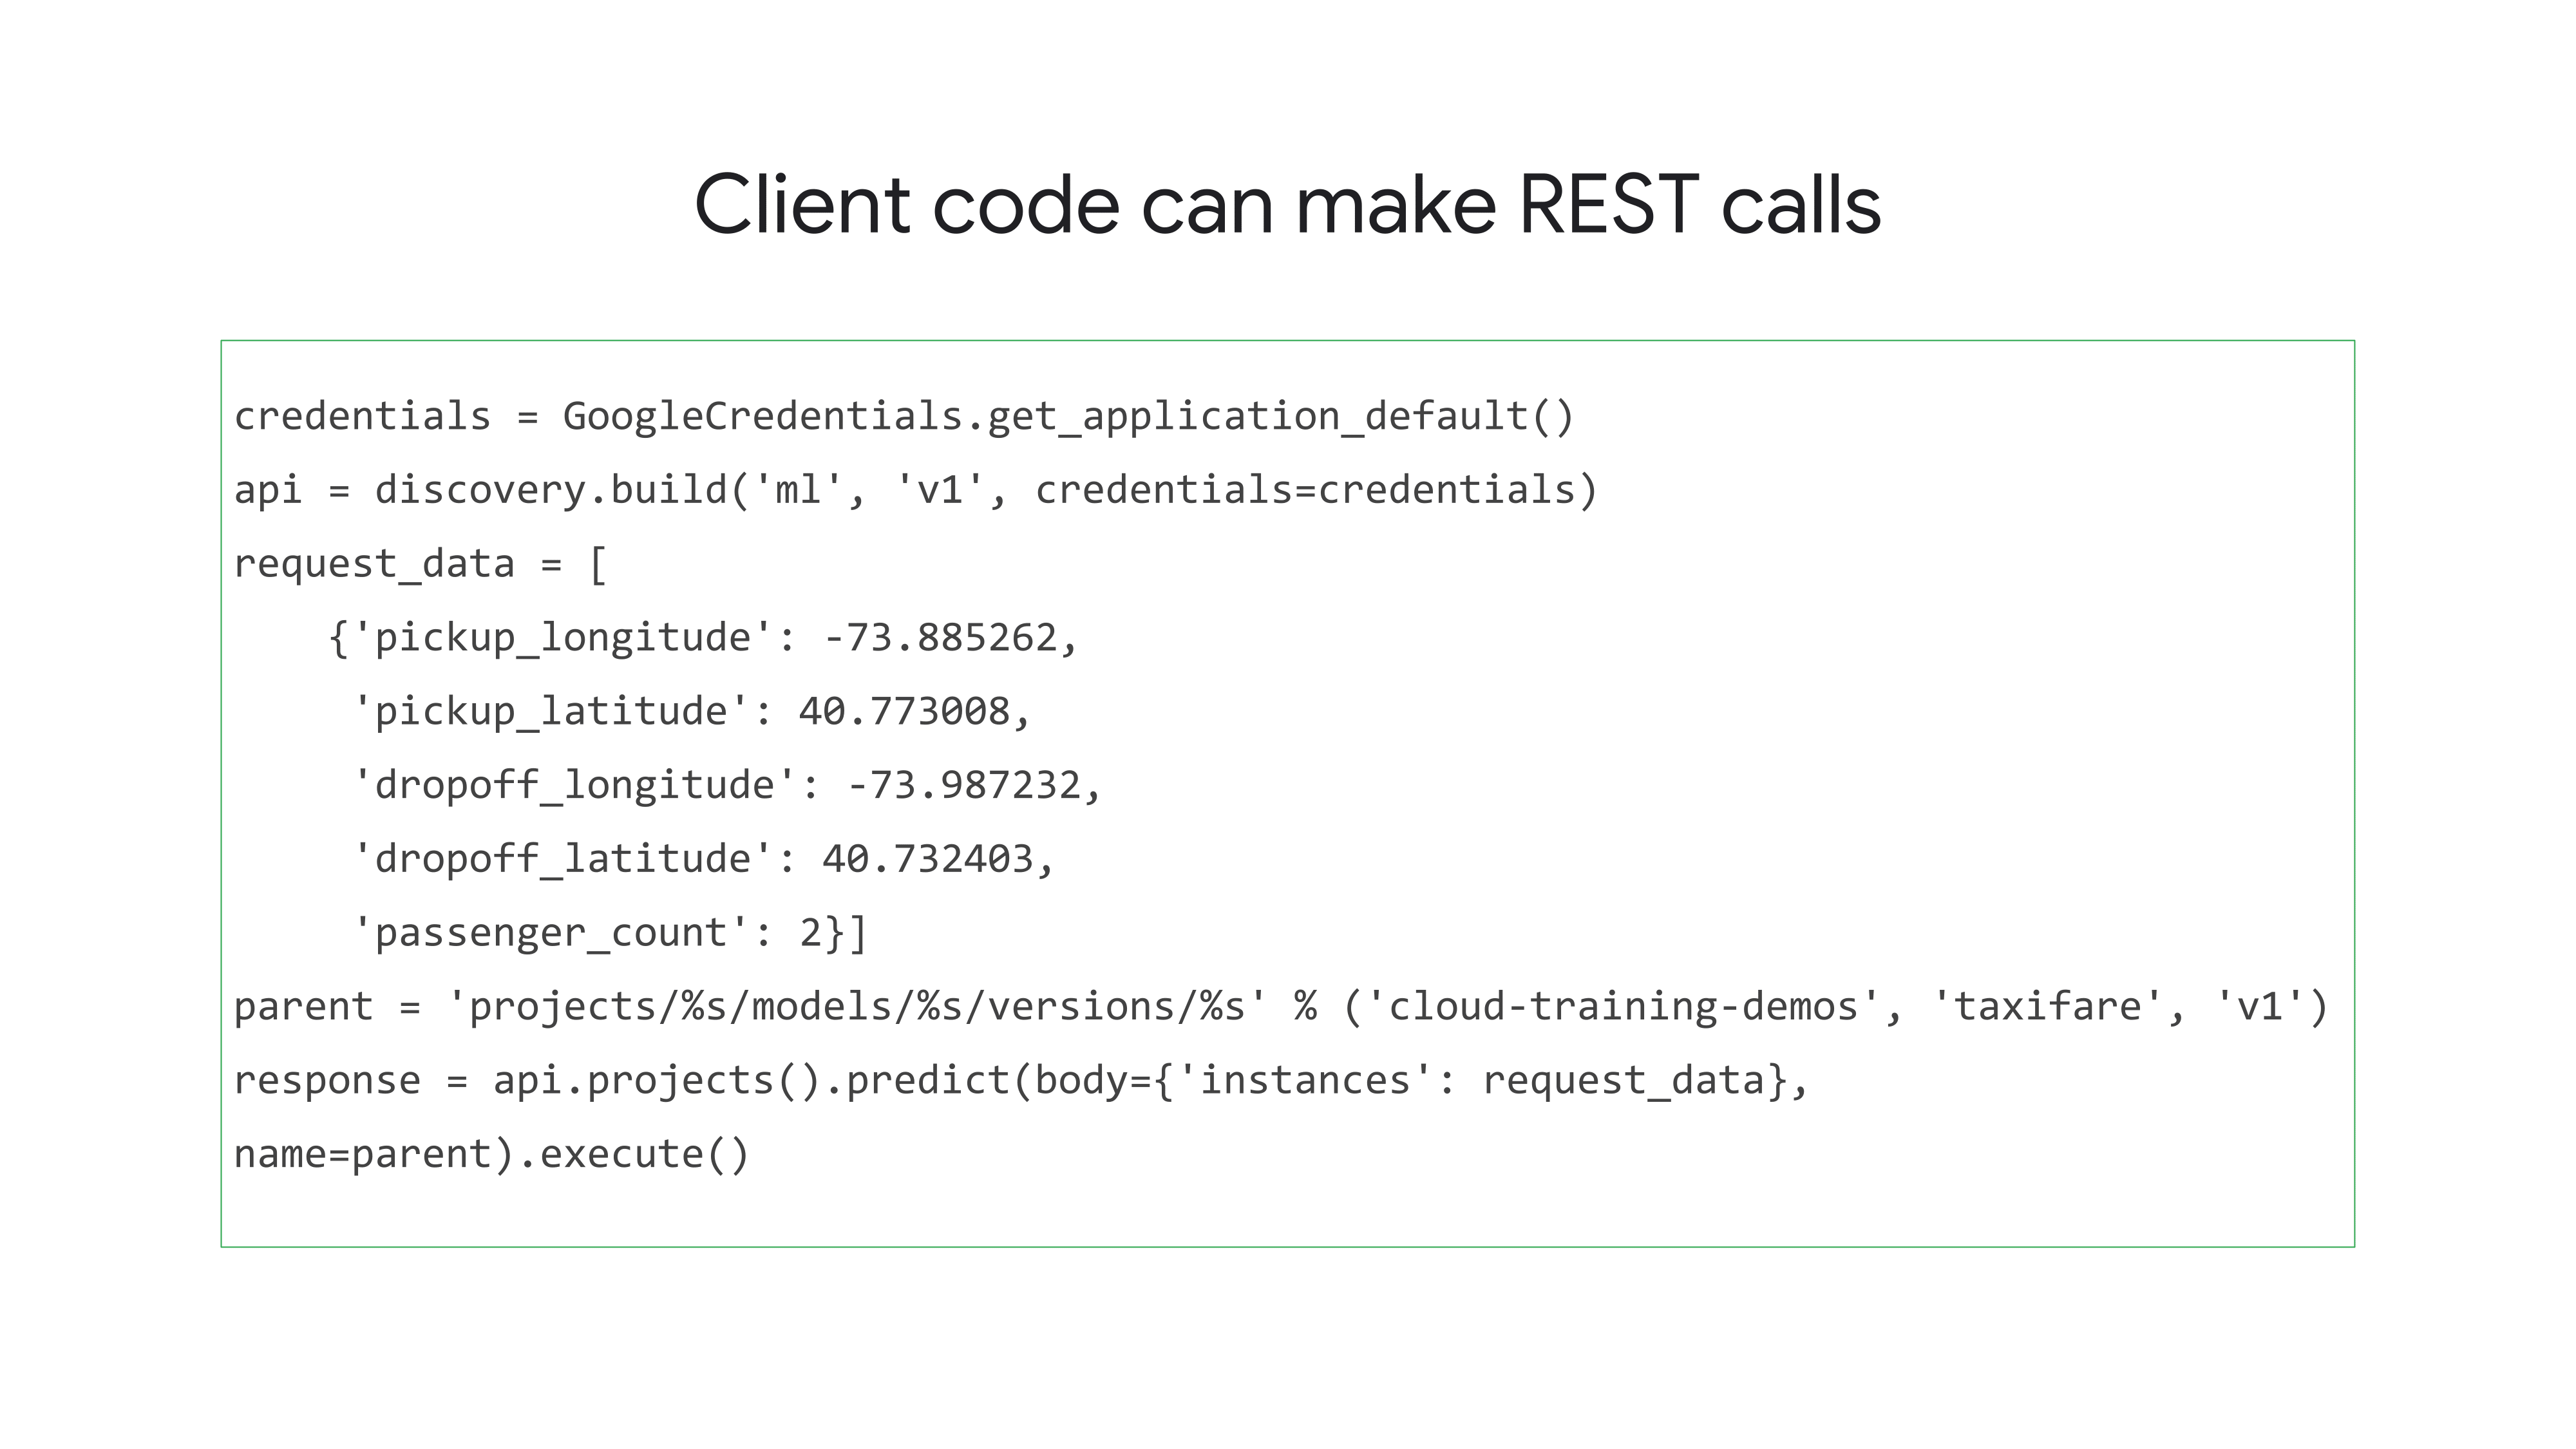 Client code can make REST calls
credentials = GoogleCredentials.get_application_default()
api = discovery.build('ml', 'v1', credentials=credentials)
request_data = [
    {'pickup_longitude': -73.885262,
     'pickup_latitude': 40.773008,
     'dropoff_longitude': -73.987232,
     'dropoff_latitude': 40.732403,
     'passenger_count': 2}]
parent = 'projects/%s/models/%s/versions/%s' % ('cloud-training-demos', 'taxifare', 'v1')
response = api.projects().predict(body={'instances': request_data},
name=parent).execute()